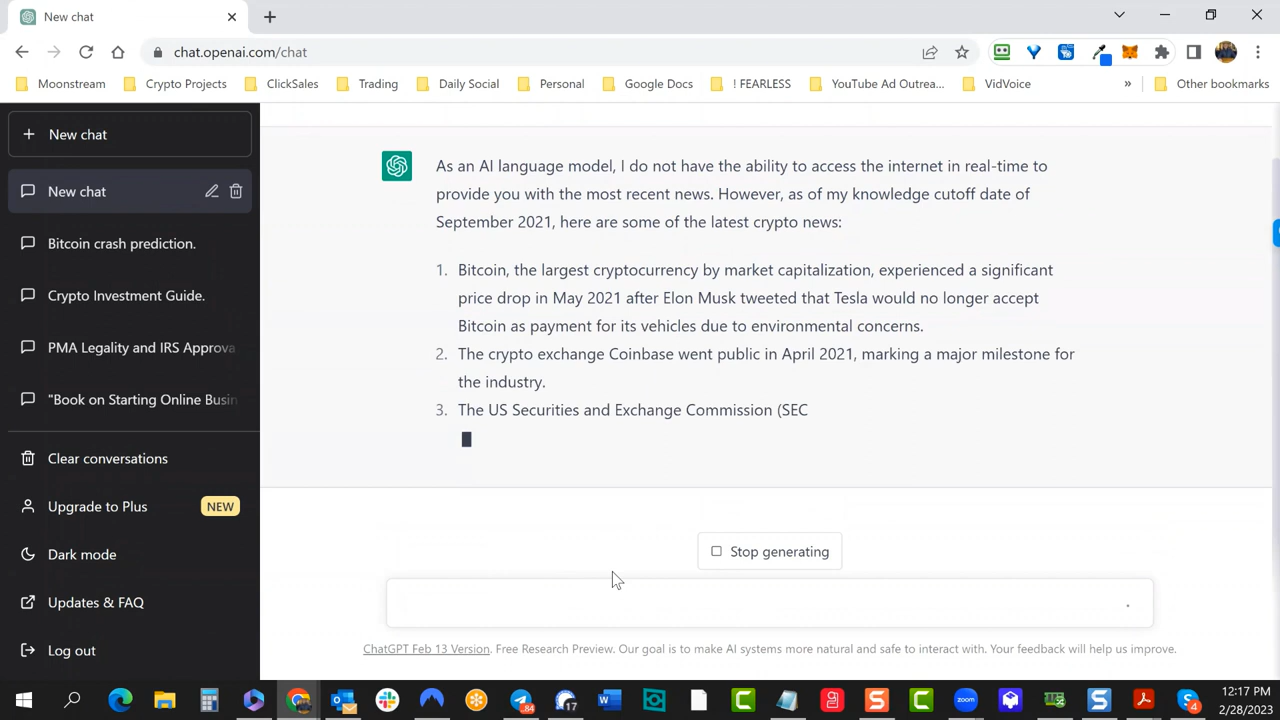 New chat
chat.openai.com/chat
Moonstream
Crypto Projects
ClickSales
Trading
Daily Social
Personal
Google Docs
! FEARLESS
YouTube Ad Outrea...
VidVoice
»
Other bookmarks
New chat
New chat
Bitcoin crash prediction.
Crypto Investment Guide.
PMA Legality and IRS Approva
"Book on Starting Online Busin
Clear conversations
Upgrade to Plus
NEW
Dark mode
Updates & FAQ
Log out
As an AI language model, I do not have the ability to access the internet in real-time to
provide you with the most recent news. However, as of my knowledge cutoff date of
September 2021, here are some of the latest crypto news:
1. Bitcoin, the largest cryptocurrency by market capitalization, experienced a significant
price drop in May 2021 after Elon Musk tweeted that Tesla would no longer accept
Bitcoin as payment for its vehicles due to environmental concerns.
2. The crypto exchange Coinbase went public in April 2021, marking a major milestone for
the industry.
3. The US Securities and Exchange Commission (SEC
Stop generating
ChatGPT Feb 13 Version. Free Research Preview. Our goal is to make AI systems more natural and safe to interact with. Your feedback will help us improve.
84
17
4
12:17 PM
2/28/2023